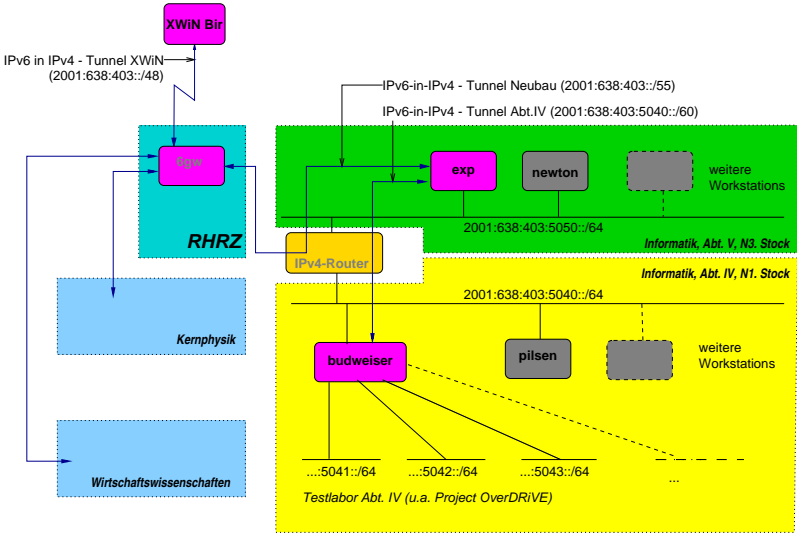 XWiN Bir
IPv6 in IPv4 - Tunnel XWiN
(2001:638:403::/48)
IPv6-in-IPv4 - Tunnel Neubau (2001:638:403::/55)
IPv6-in-IPv4 - Tunnel Abt.IV (2001:638:403:5040::/60)
6gw
exp
newton
weitere
Workstations
2001:638:403:5050::/64
RHRZ
Informatik, Abt. V, N3. Stock
IPv4-Router
Informatik, Abt. IV, N1. Stock
2001:638:403:5040::/64
Kernphysik
budweiser
pilsen
weitere
Workstations
...:5041::/64
...:5042::/64
...:5043::/64
...
Wirtschaftswissenschaften
Testlabor Abt. IV (u.a. Project OverDRiVE)